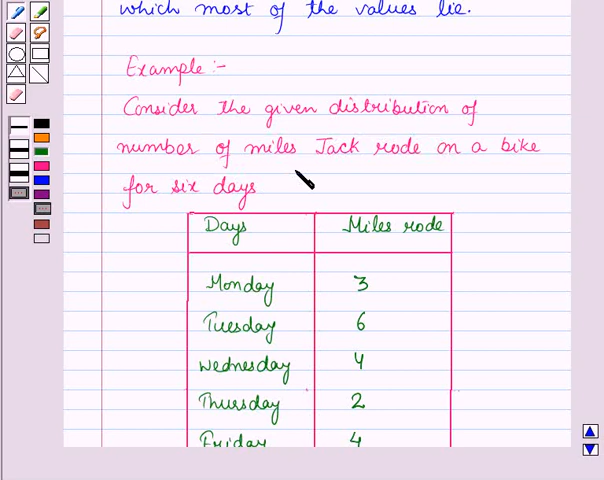 which most of the values lie.
Example :-
Consider the given distribution of
number of miles Jack rode on a bike
for six days
Days Miles rode
Monday 3
Tuesday 6
Wednesday 4
Thursday 2
Friday 4